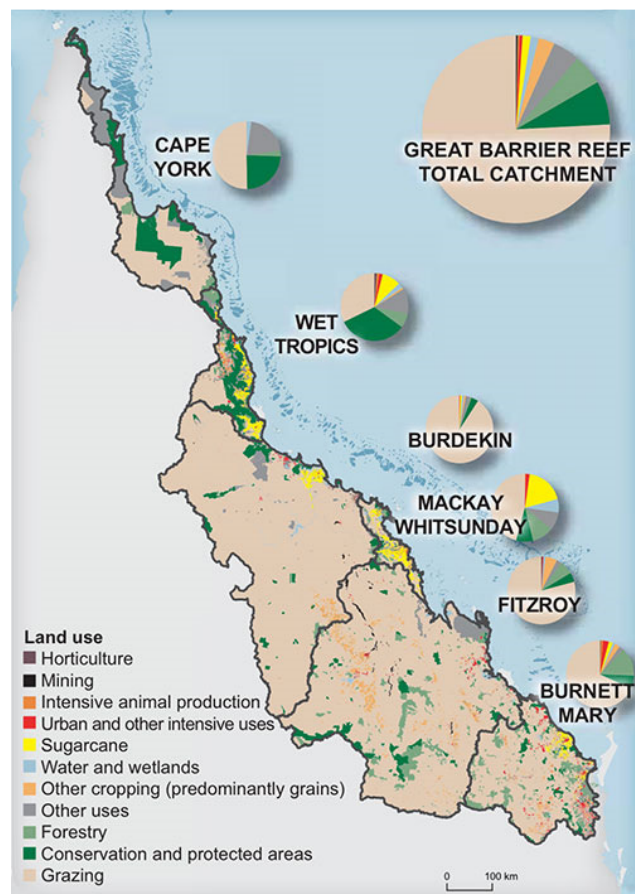 GREAT BARRIER REEF
TOTAL CATCHMENT
CAPE
YORK
WET
TROPICS
BURDEKIN
MACKAY
WHITSUNDAY
FITZROY
BURNETT
MARY
Land use
Horticulture
Mining
Intensive animal production
Urban and other intensive uses
Sugarcane
Water and wetlands
Other cropping (predominantly grains)
Other uses
Forestry
Conservation and protected areas
Grazing
0 100 km